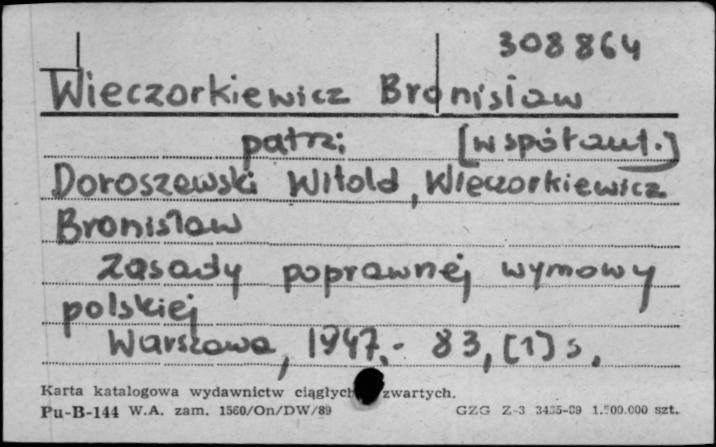 308864
Wieczorkiewicz Bronisław
patrz: [współaut.]
Doroszewski Witold, Wieczorkiewicz
Bronisław
Zasady poprawnej wymowy
polskiej
Warszawa, 1947.- 83, [1] s.
Karta katalogowa wydawnictw ciągłych zwartych.
Pu-B-144 W.A. zam. 1560/On/DW/89 GZG Z-3 3435-89 1.500.000 szt.